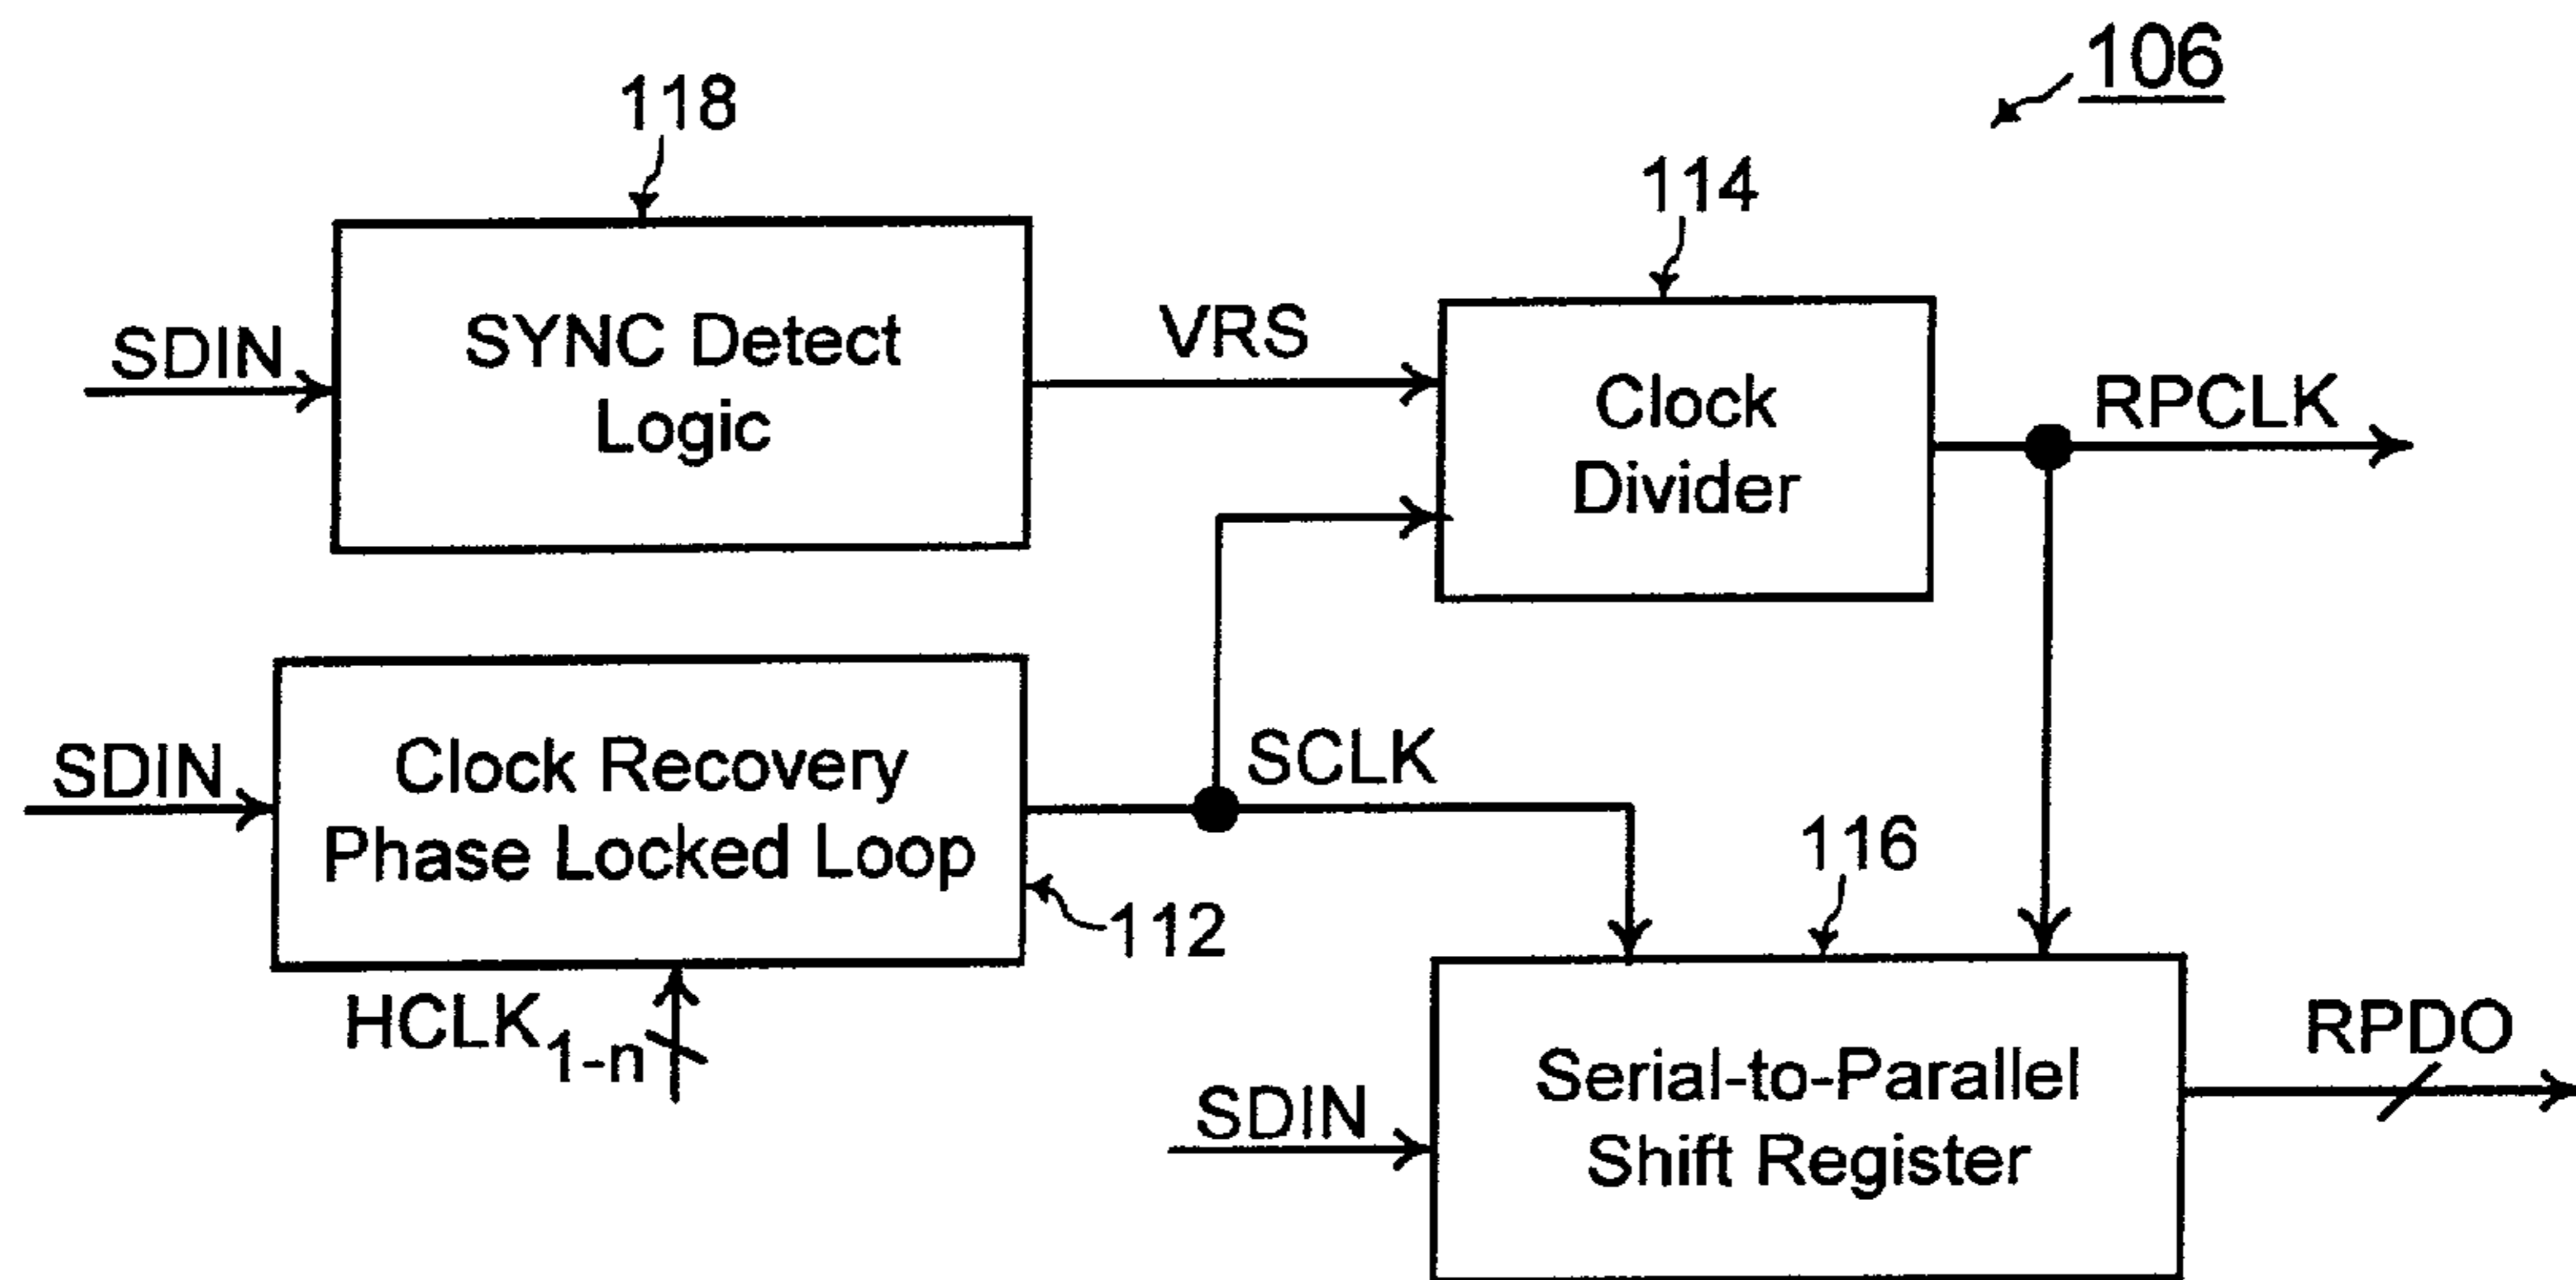 106
118
114
SDIN
SYNC Detect
Logic
VRS
Clock
Divider
RPCLK
SDIN
Clock Recovery
Phase Locked Loop
SCLK
112
116
HCLK1-n
SDIN
Serial-to-Parallel
Shift Register
RPDO